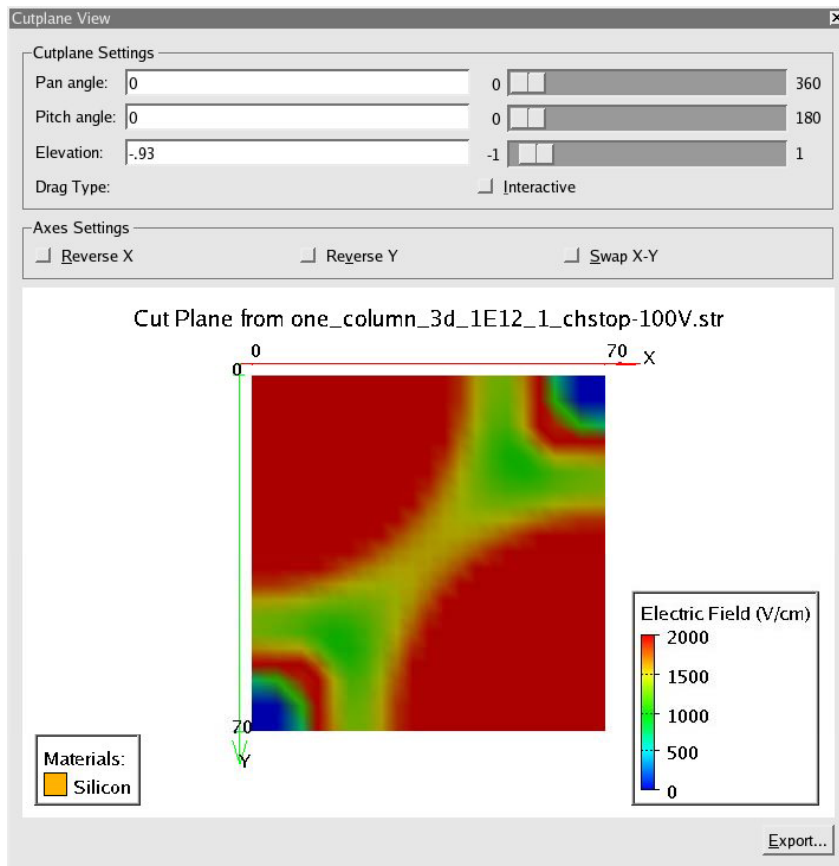 Cutplane View
Cutplane Settings
Pan angle: 0 0 360
Pitch angle: 0 0 180
Elevation: -.93 -1 1
Drag Type: Interactive
Axes Settings
Reverse X Reverse Y Swap X-Y
Cut Plane from one_column_3d_1E12_1_chstop-100V.str
0 70 X
0
70
Y
Electric Field (V/cm)
2000
1500
1000
500
0
Materials:
Silicon
Export...